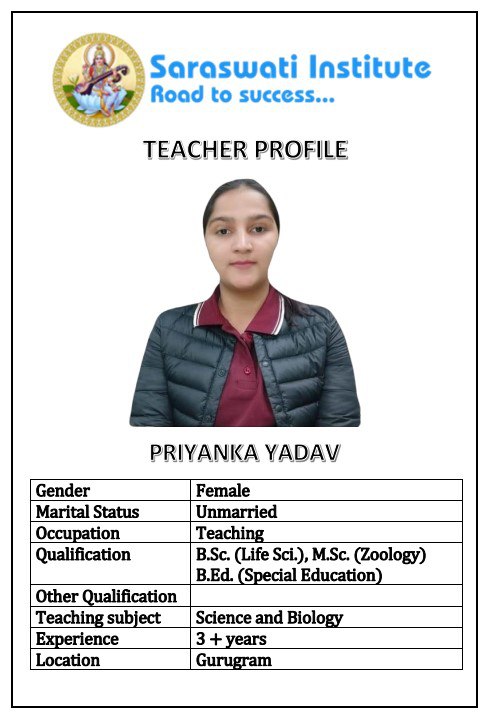 Saraswati Institute
Road to success...
TEACHER PROFILE
PRIYANKA YADAV
Gender Female
Marital Status Unmarried
Occupation Teaching
Qualification B.Sc. (Life Sci.), M.Sc. (Zoology)
B.Ed. (Special Education)
Other Qualification
Teaching subject Science and Biology
Experience 3 + years
Location Gurugram